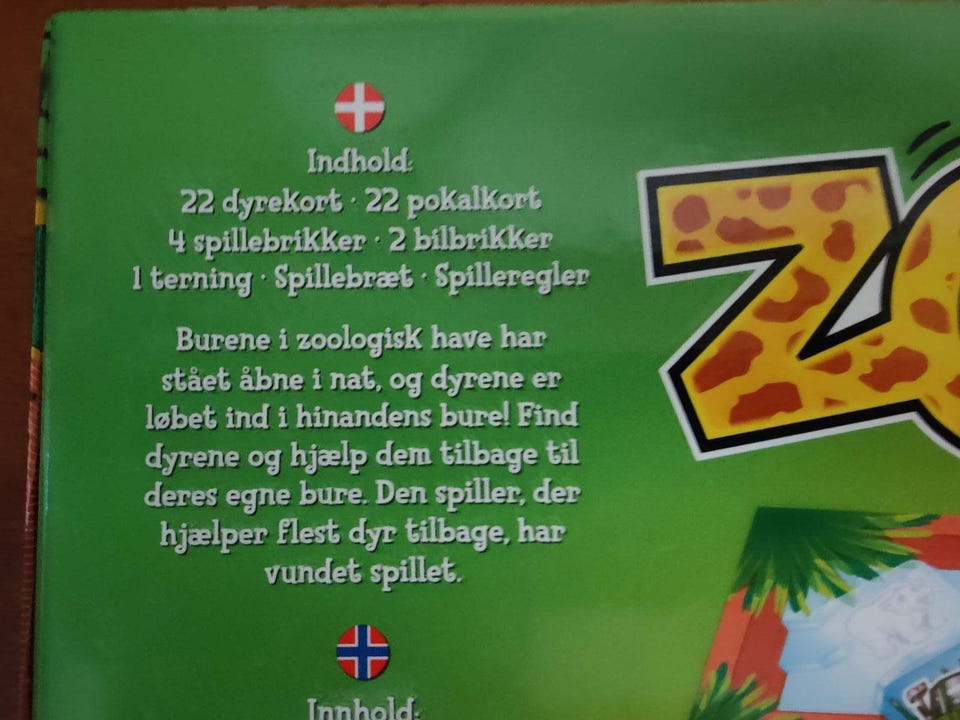 Indhold:
22 dyrekort · 22 pokalkort
4 spillebrikker · 2 bilbrikker
1 terning · Spillebræt · Spilleregler
Burene i zoologisk have har
stået åbne i nat, og dyrene er
løbet ind i hinandens bure! Find
dyrene og hjælp dem tilbage til
deres egne bure. Den spiller, der
hjælper flest dyr tilbage, har
vundet spillet.
Innhold: